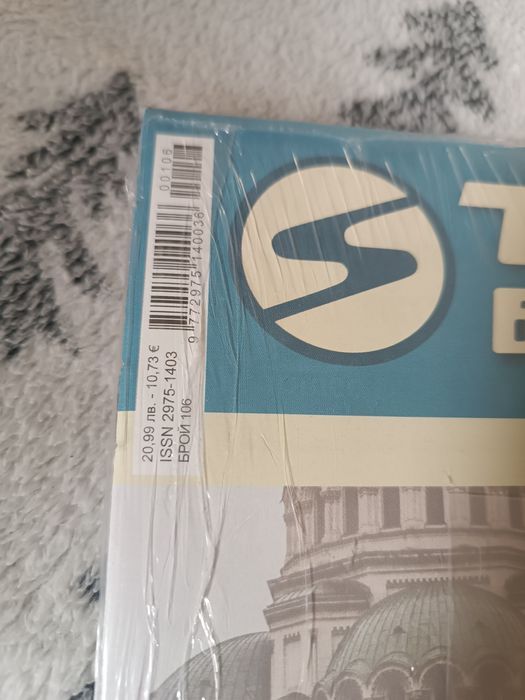 00106
9 772975 140036
20,99 лв. - 10,73 €
ISSN 2975-1403
БРОЙ 106